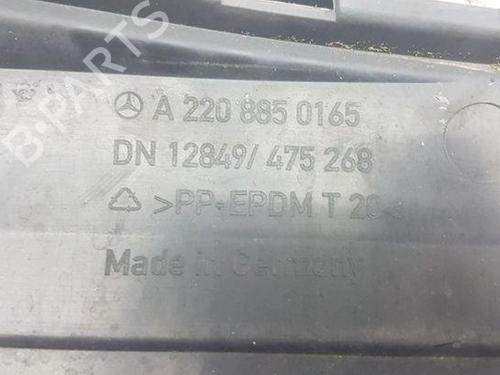 B-PARTS
A 220 885 0165
DN 12849/ 475 268
>PP+EPDM T 20<
Made in Germany